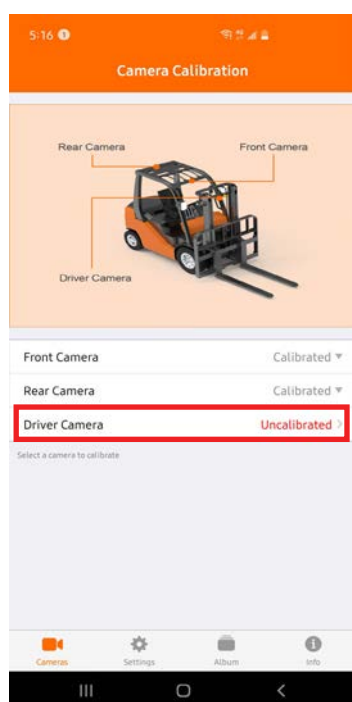 5:16 1
Camera Calibration
Rear Camera Front Camera
Driver Camera
Front Camera Calibrated
Rear Camera Calibrated
Driver Camera Uncalibrated
Select a camera to calibrate
Cameras Settings Album Info